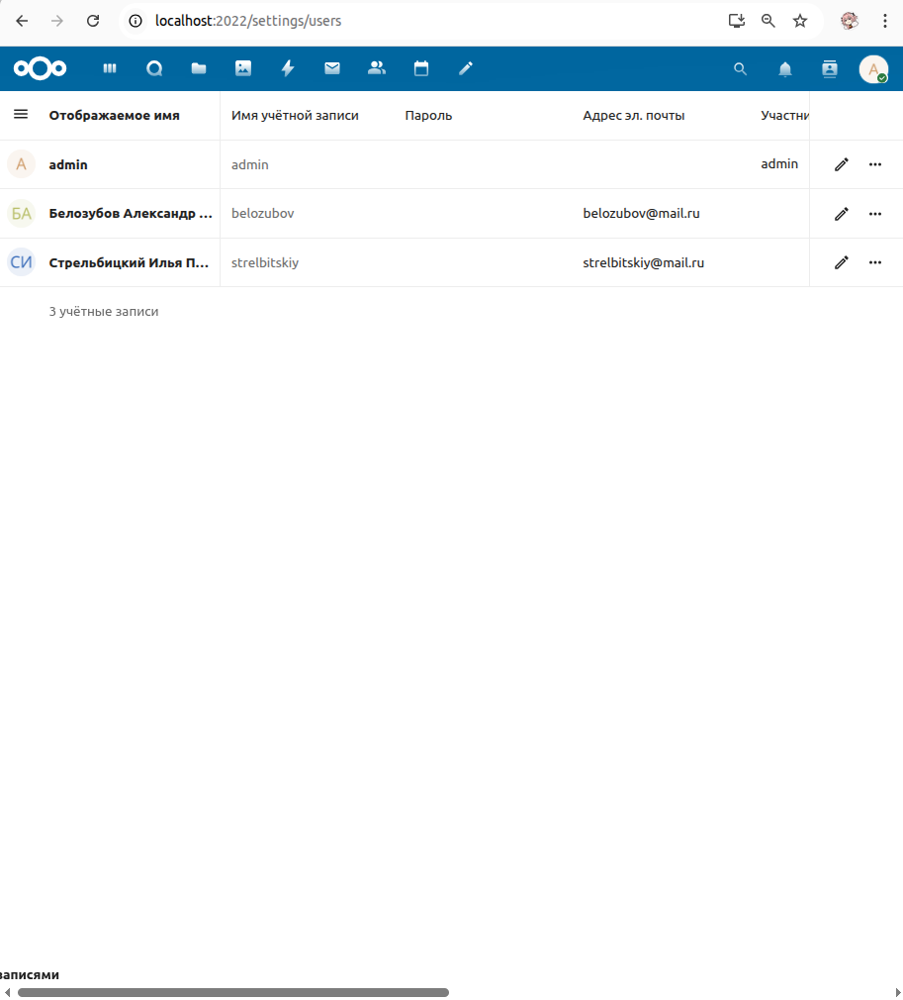 localhost:2022/settings/users
A
Отображаемое имя Имя учётной записи Пароль Адрес эл. почты Участни
A admin admin admin
БА Белозубов Александр ... belozubov belozubov@mail.ru
СИ Стрельбицкий Илья П... strelbitskiy strelbitskiy@mail.ru
3 учётные записи
записями